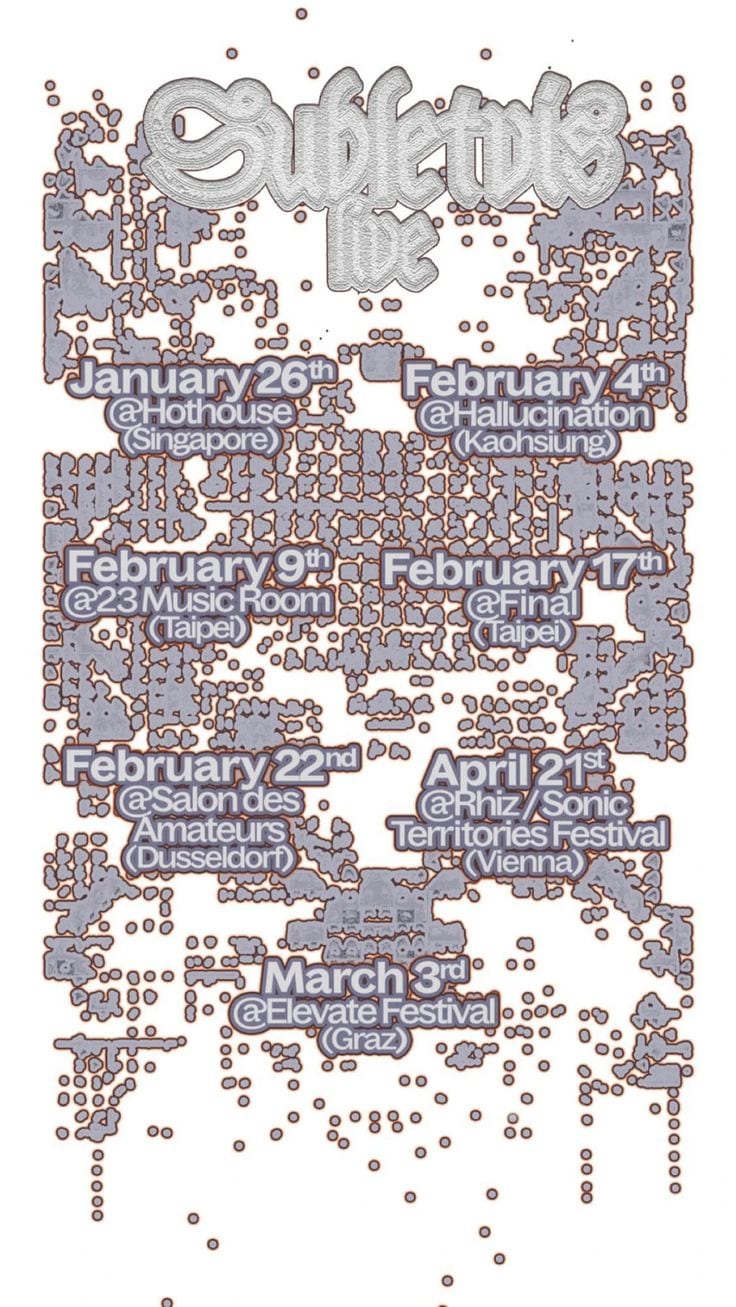 Subletvis
live
January 26th
@Hothouse
(Singapore)
February 4th
@Hallucination
(Kaohsiung)
February 9th
@23 Music Room
(Taipei)
February 17th
@Final
(Taipei)
February 22nd
@Salon des
Amateurs
(Dusseldorf)
April 21st
@Rhiz / Sonic
Territories Festival
(Vienna)
March 3rd
@Elevate Festival
(Graz)